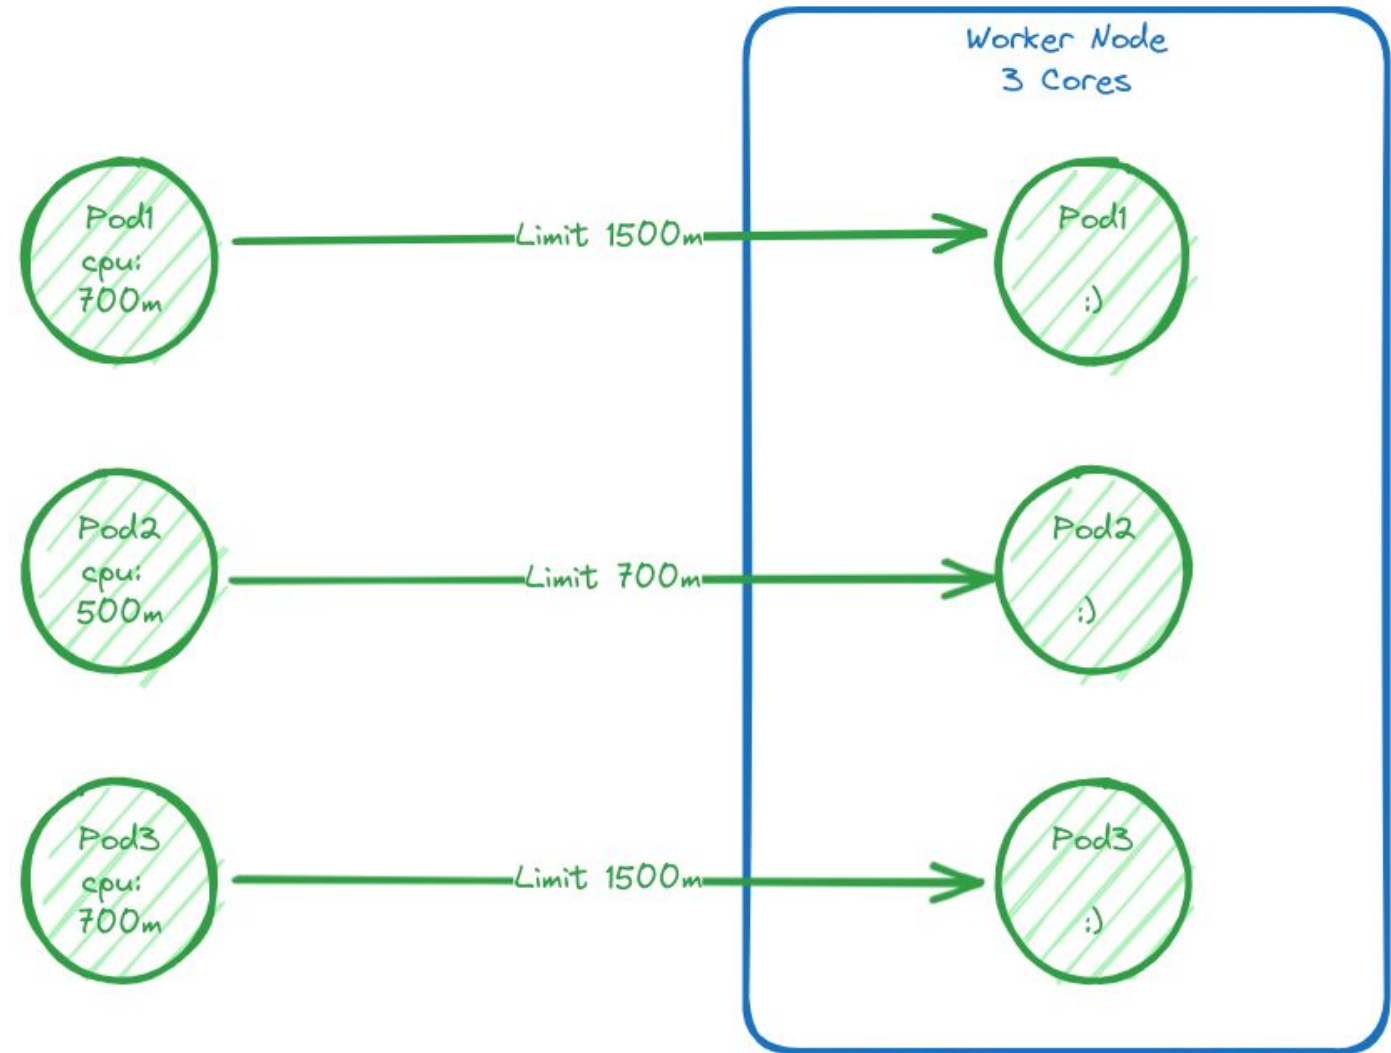 Worker Node
3 Cores
Pod1
cpu:
700m
Limit 1500m
Pod1
:)
Pod2
cpu:
500m
Limit 700m
Pod2
:)
Pod3
cpu:
700m
Limit 1500m
Pod3
:)